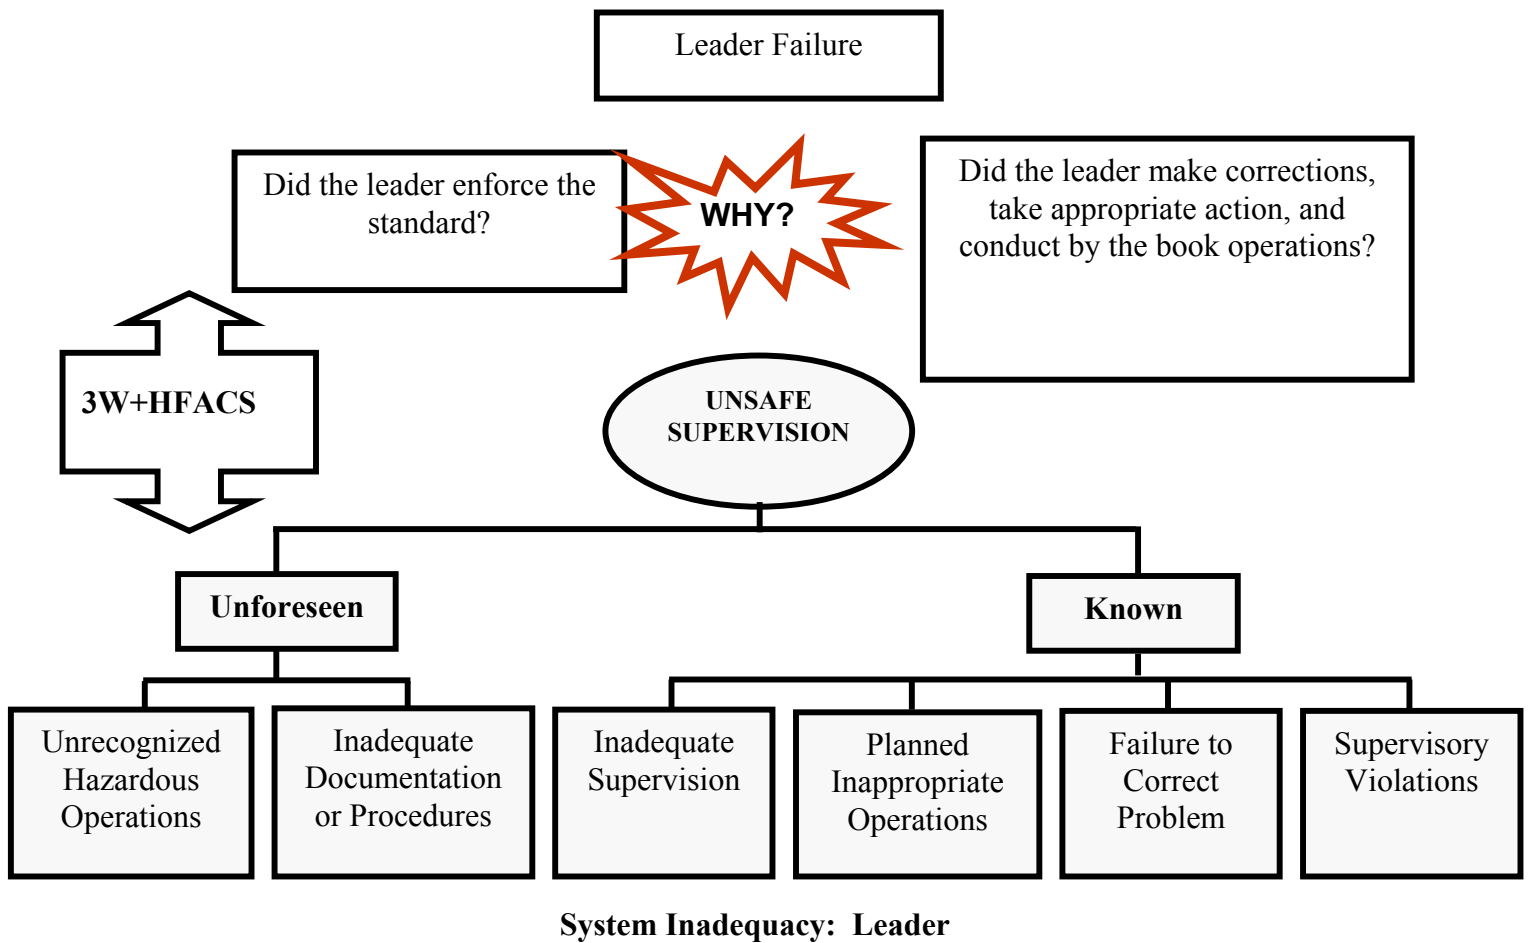 Leader Failure
Did the leader enforce the
standard?
WHY?
Did the leader make corrections,
take appropriate action, and
conduct by the book operations?
3W+HFACS
UNSAFE
SUPERVISION
Unforeseen
Known
Unrecognized
Hazardous
Operations
Inadequate
Documentation
or Procedures
Inadequate
Supervision
Planned
Inappropriate
Operations
Failure to
Correct
Problem
Supervisory
Violations
System Inadequacy:  Leader